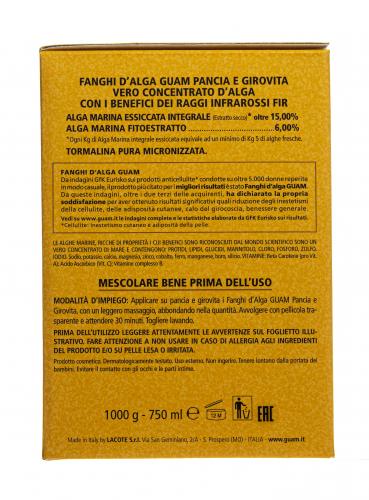 FANGHI D'ALGA GUAM PANCIA E GIROVITA
VERO CONCENTRATO D'ALGA
CON I BENEFICI DEI RAGGI INFRAROSSI FIR
ALGA MARINA ESSICCATA INTEGRALE (Estratto secco)* oltre 15,00%
ALGA MARINA FITOESTRATTO 6,00%
*Ogni Kg di Alga Marina integrale essiccata equivale ad un minimo di Kg 5 di alghe fresche.
TORMALINA PURA MICRONIZZATA.
FANGHI D'ALGA GUAM
Da indagini GFK Eurisko su prodotti anticellulite* condotte su oltre 5.000 donne reperite
in modo casuale, il prodotto più citato per i migliori risultati è stato Fanghi d'alga GUAM.
Da queste indagini, oltre i due terzi delle acquirenti, ha dichiarato la propria
soddisfazione per aver ottenuto risultati significativi quali riduzione degli inestetismi
della cellulite, delle adiposità cutanee, calo del girocoscia, benessere generale.
Vedi su www.guam.it le indagini complete e le statistiche elaborate da GFK Eurisko sui risultati.
*Cellulite: inestetismo cutaneo e di adiposità.
LE ALGHE MARINE, RICCHE DI PROPRIETÀ I CUI BENEFICI SONO RICONOSCIUTI DAL MONDO SCIENTIFICO SONO UN
VERO CONCENTRATO DI MARE E CONTENGONO: PROTIDI, LIPIDI, GLUCIDI, MANNITOLO, CLORO, FOSFORO, ZOLFO,
IODIO. Sodio, potassio, calcio, magnesio, zinco, cobalto, ferro, manganese, boro, silicio. VITAMINE: Beta Carotene (pro Vit.
A); Acido Ascorbico (Vit. C); Vitamine complesso B.
MESCOLARE BENE PRIMA DELL'USO
MODALITÀ D'IMPIEGO: Applicare su pancia e girovita i Fanghi d'Alga GUAM Pancia e
Girovita, con un leggero massaggio, abbondando nella quantità. Avvolgere con pellicola tra-
sparente e attendere 30 minuti. Togliere lavando.
PRIMA DELL'UTILIZZO LEGGERE ATTENTAMENTE LE AVVERTENZE SUL FOGLIETTO ILLU-
STRATIVO. FARE ATTENZIONE A NON USARE IN CASO DI ALLERGIA AGLI INGREDIENTI
DEL PRODOTTO E/O SU PELLE LESA O IRRITATA.
Prodotto cosmetico. Dermatologicamente testato. Uso esterno. Non ingerire. Tenere lontano dalla portata dei
bambini. Evitare il contatto con gli occhi e le parti intime.
1000 g - 750 ml e 12 M EAC
Made in Italy by LACOTE S.r.l. Via San Geminiano, 2/A - S. Prospero (MO) - ITALIA - www.guam.it